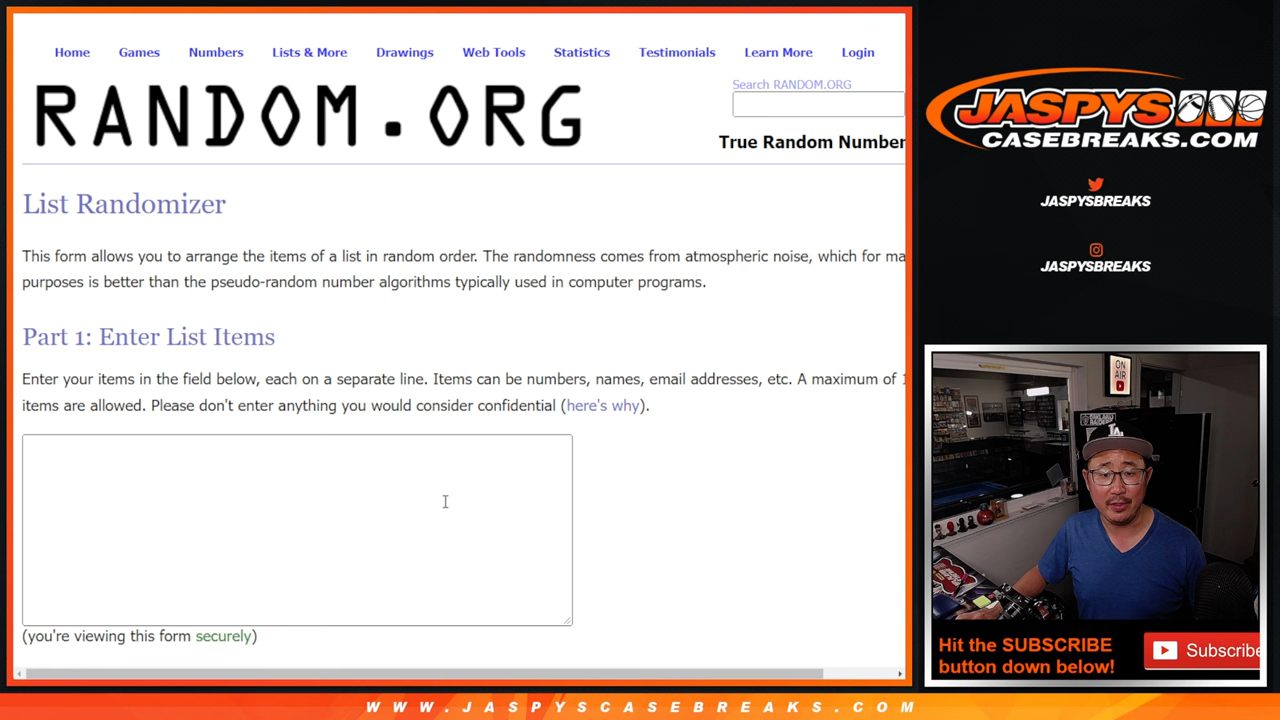 Home Games Numbers Lists & More Drawings Web Tools Statistics Testimonials Learn More Login
RANDOM.ORG
Search RANDOM.ORG
True Random Number
List Randomizer
This form allows you to arrange the items of a list in random order. The randomness comes from atmospheric noise, which for ma
purposes is better than the pseudo-random number algorithms typically used in computer programs.
Part 1: Enter List Items
Enter your items in the field below, each on a separate line. Items can be numbers, names, email addresses, etc. A maximum of 1
items are allowed. Please don't enter anything you would consider confidential (here's why).
(you're viewing this form securely)
JASPYS
CASEBREAKS.COM
JASPYSBREAKS
JASPYSBREAKS
ON
AIR
LA
Hit the SUBSCRIBE
button down below!
Subscribe
WWW.JASPYSCASEBREAKS.COM